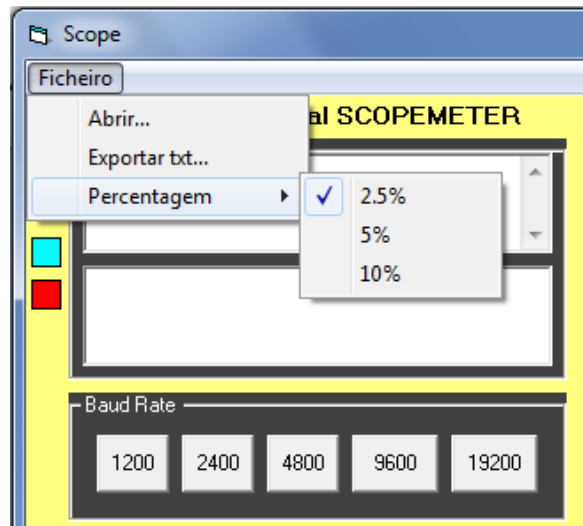 Scope
Ficheiro
al SCOPEMETER
Abrir...
Exportar txt...
Percentagem
2.5%
5%
10%
Baud Rate
1200 2400 4800 9600 19200